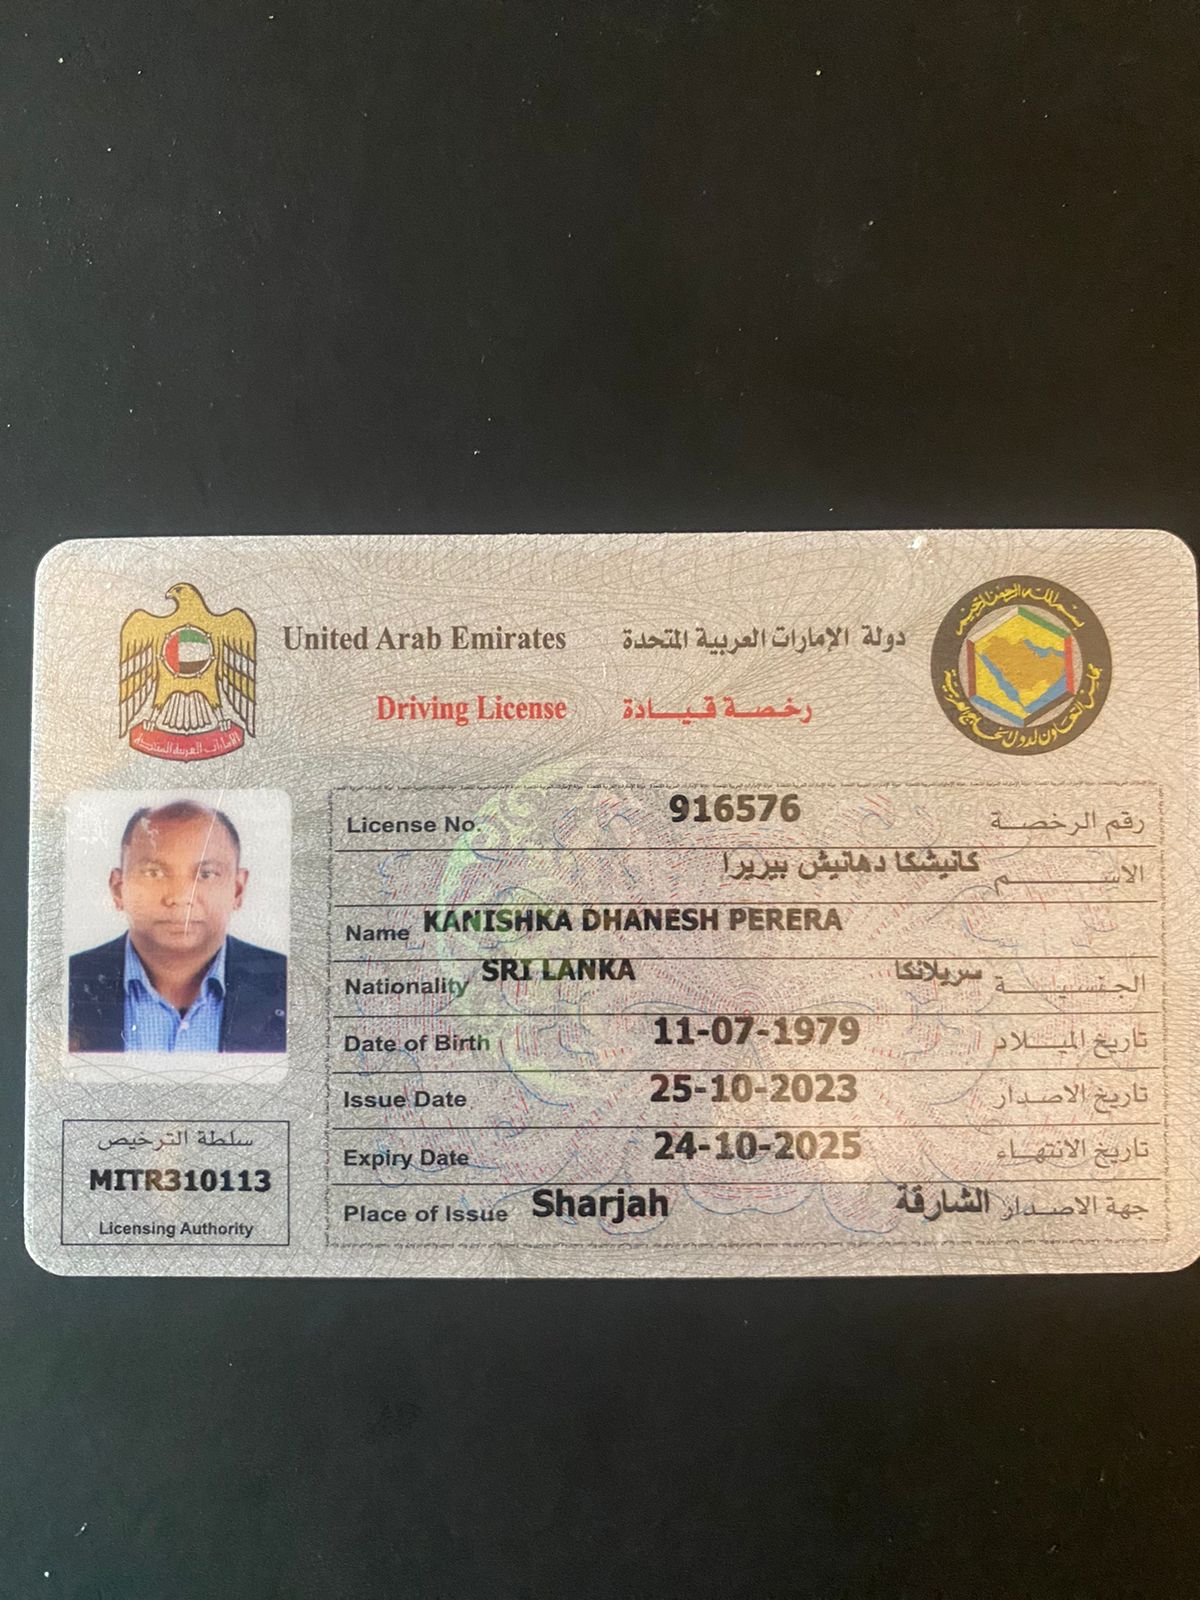 United Arab Emirates دولة الإمارات العربية المتحدة
Driving License رخصة قيادة
الإمارات العربية المتحدة
License No. 916576 رقم الرخصة
كانيشكا دهانيش بيريرا الاسم
Name KANISHKA DHANESH PERERA
Nationality SRI LANKA سريلانكا الجنسية
Date of Birth 11-07-1979 تاريخ الميلاد
Issue Date 25-10-2023 تاريخ الاصدار
Expiry Date 24-10-2025 تاريخ الانتهاء
Place of Issue Sharjah الشارقة جهة الاصدار
سلطة الترخيص
MITR310113
Licensing Authority